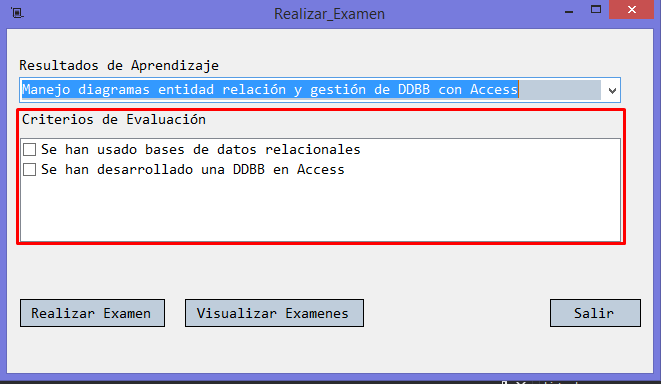 Realizar_Examen
Resultados de Aprendizaje
Manejo diagramas entidad relación y gestión de DDBB con Access
Criterios de Evaluación
Se han usado bases de datos relacionales
Se han desarrollado una DDBB en Access
Realizar Examen
Visualizar Examenes
Salir